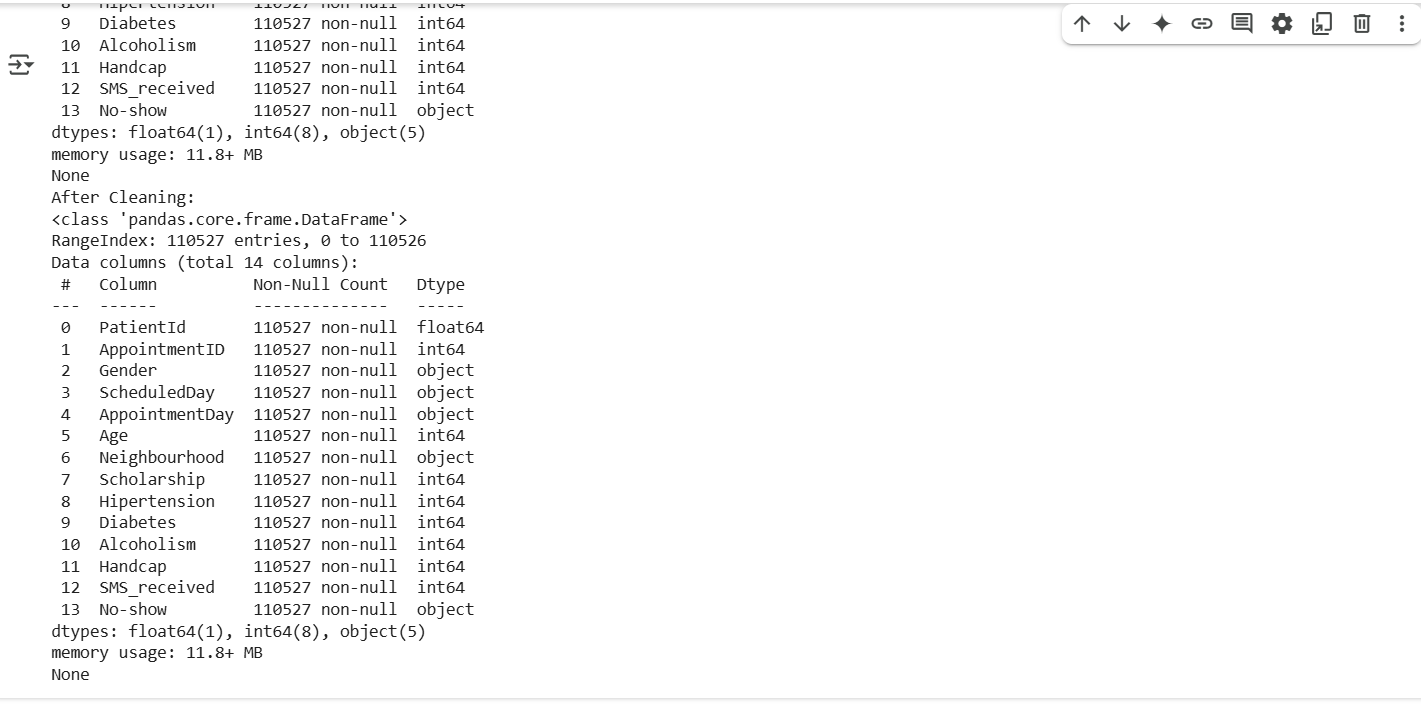 8 Hipertension 110527 non-null int64
9 Diabetes 110527 non-null int64
10 Alcoholism 110527 non-null int64
11 Handcap 110527 non-null int64
12 SMS_received 110527 non-null int64
13 No-show 110527 non-null object
dtypes: float64(1), int64(8), object(5)
memory usage: 11.8+ MB
None
After Cleaning:
<class 'pandas.core.frame.DataFrame'>
RangeIndex: 110527 entries, 0 to 110526
Data columns (total 14 columns):
# Column Non-Null Count Dtype
--- ------ -------------- -----
0 PatientId 110527 non-null float64
1 AppointmentID 110527 non-null int64
2 Gender 110527 non-null object
3 ScheduledDay 110527 non-null object
4 AppointmentDay 110527 non-null object
5 Age 110527 non-null int64
6 Neighbourhood 110527 non-null object
7 Scholarship 110527 non-null int64
8 Hipertension 110527 non-null int64
9 Diabetes 110527 non-null int64
10 Alcoholism 110527 non-null int64
11 Handcap 110527 non-null int64
12 SMS_received 110527 non-null int64
13 No-show 110527 non-null object
dtypes: float64(1), int64(8), object(5)
memory usage: 11.8+ MB
None